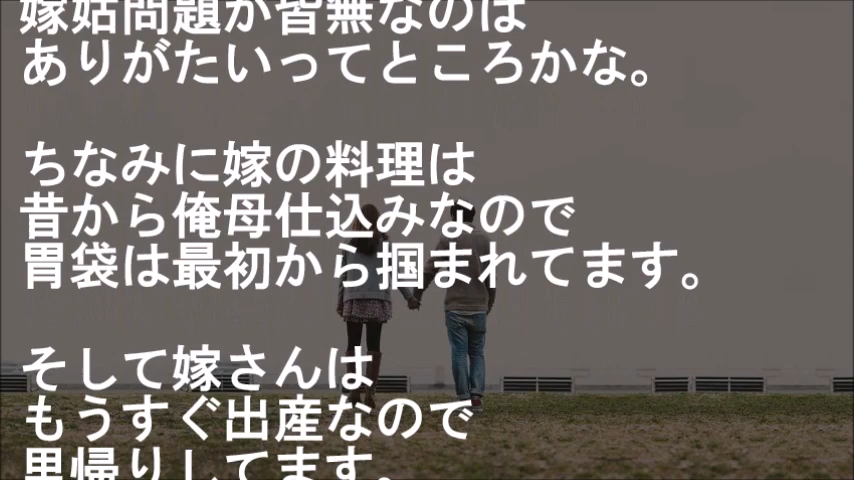 嫁姑問題が皆無なのは
ありがたいってところかな。
ちなみに嫁の料理は
昔から俺母仕込みなので
胃袋は最初から掴まれてます。
そして嫁さんは
もうすぐ出産なので
里帰りしてます。